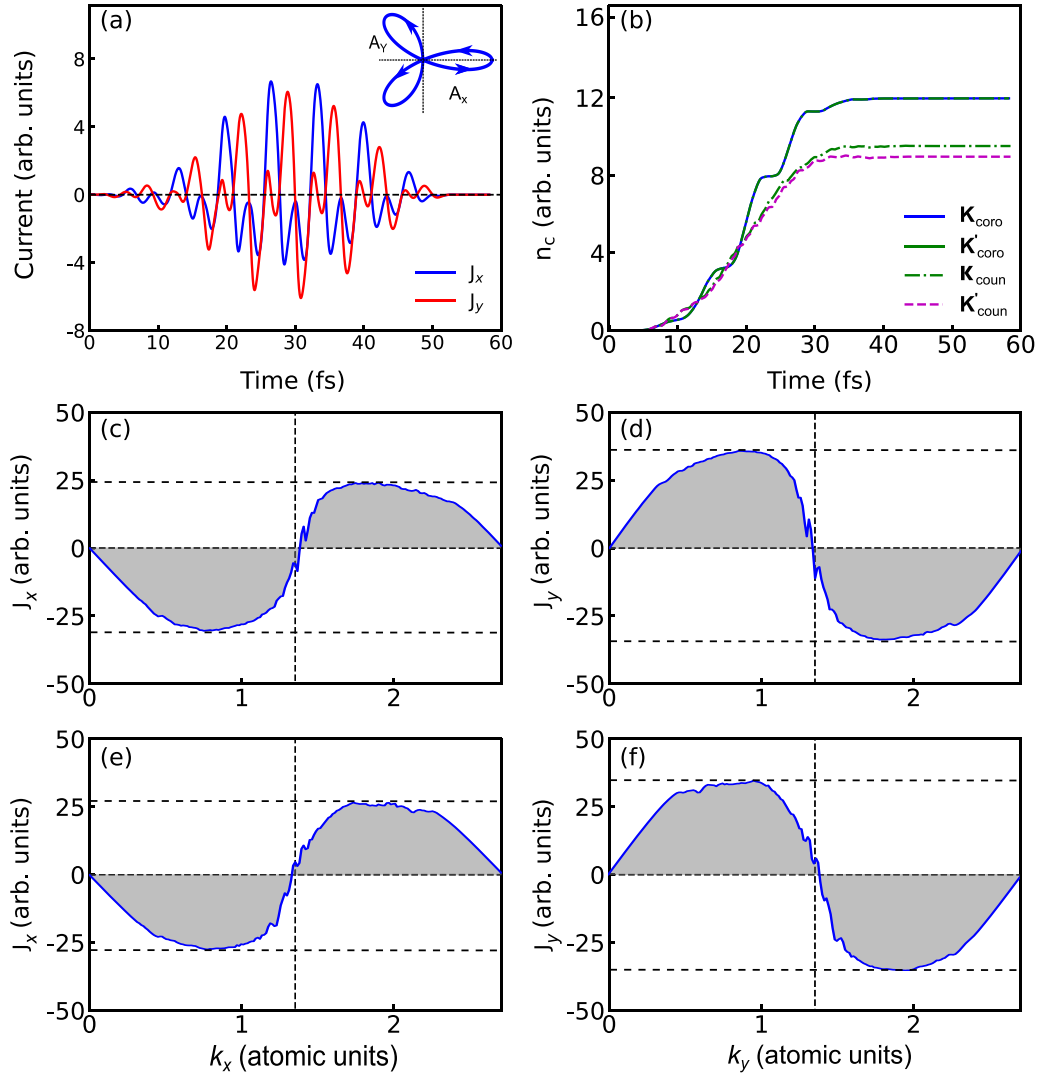 (a)
A_Y
A_x
Current (arb. units)
8
4
0
-4
-8
J_x
J_y
0 10 20 30 40 50 60
Time (fs)
(b)
n_c (arb. units)
16
12
8
4
0
K_coro
K'_coro
K_coun
K'_coun
0 10 20 30 40 50 60
Time (fs)
(c)
J_x (arb. units)
50
25
0
-25
-50
0 1 2
(d)
J_y (arb. units)
50
25
0
-25
-50
0 1 2
(e)
J_x (arb. units)
50
25
0
-25
-50
0 1 2
k_x (atomic units)
(f)
J_y (arb. units)
50
25
0
-25
-50
0 1 2
k_y (atomic units)